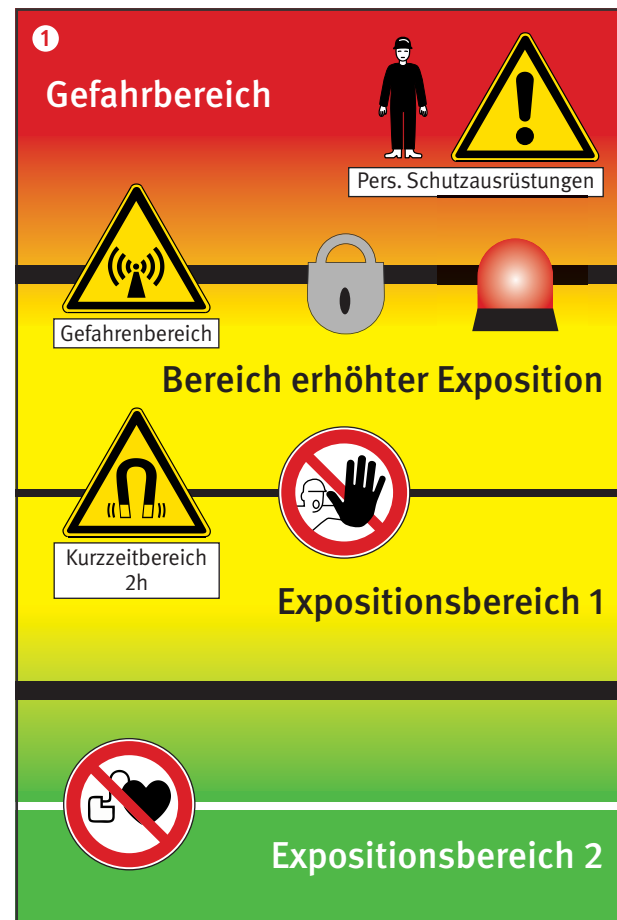 1
Gefahrbereich
Pers. Schutzausrüstungen
Gefahrenbereich
Bereich erhöhter Exposition
Kurzzeitbereich
2h
Expositionsbereich 1
Expositionsbereich 2